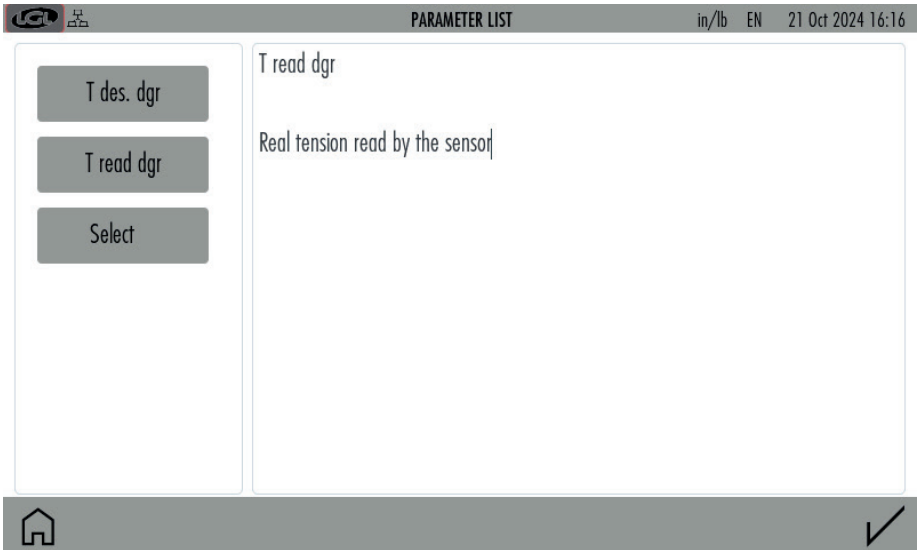 LGL PARAMETER LIST in/lb EN 21 Oct 2024 16:16
T des. dgr
T read dgr
Select
T read dgr
Real tension read by the sensor